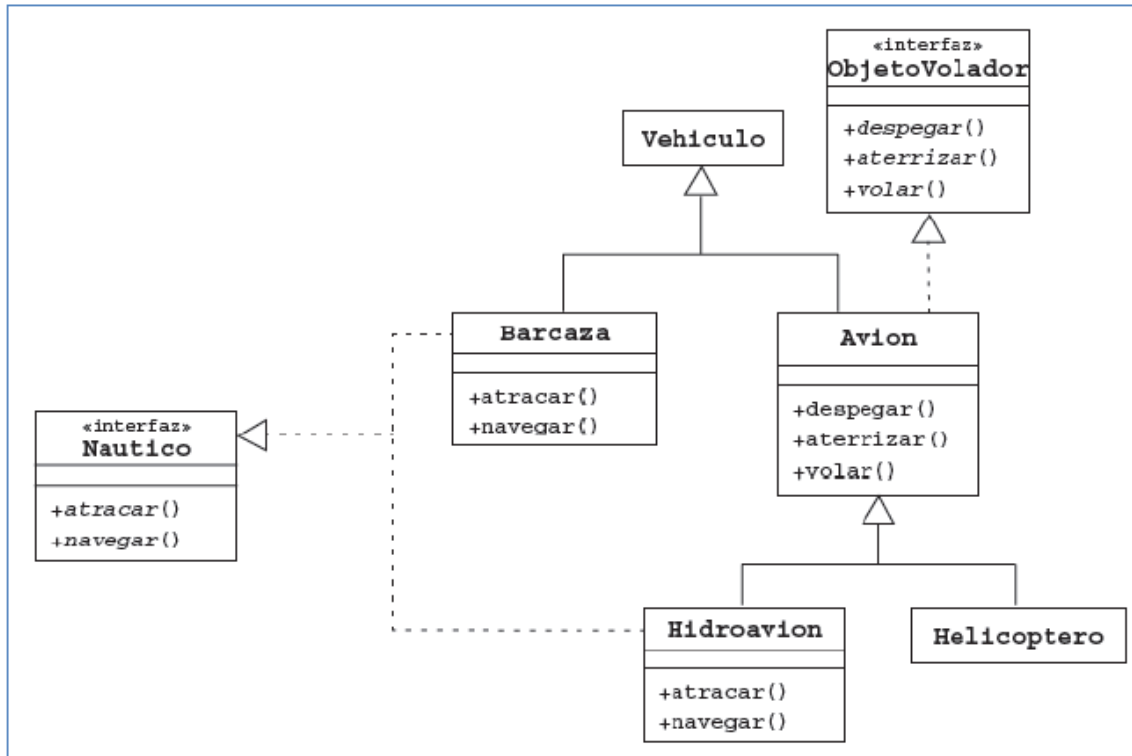 «interfaz»
ObjetoVolador
+despegar()
+aterrizar()
+volar()
Vehiculo
Barcaza
+atracar()
+navegar()
Avion
+despegar()
+aterrizar()
+volar()
«interfaz»
Nautico
+atracar()
+navegar()
Hidroavion
+atracar()
+navegar()
Helicoptero